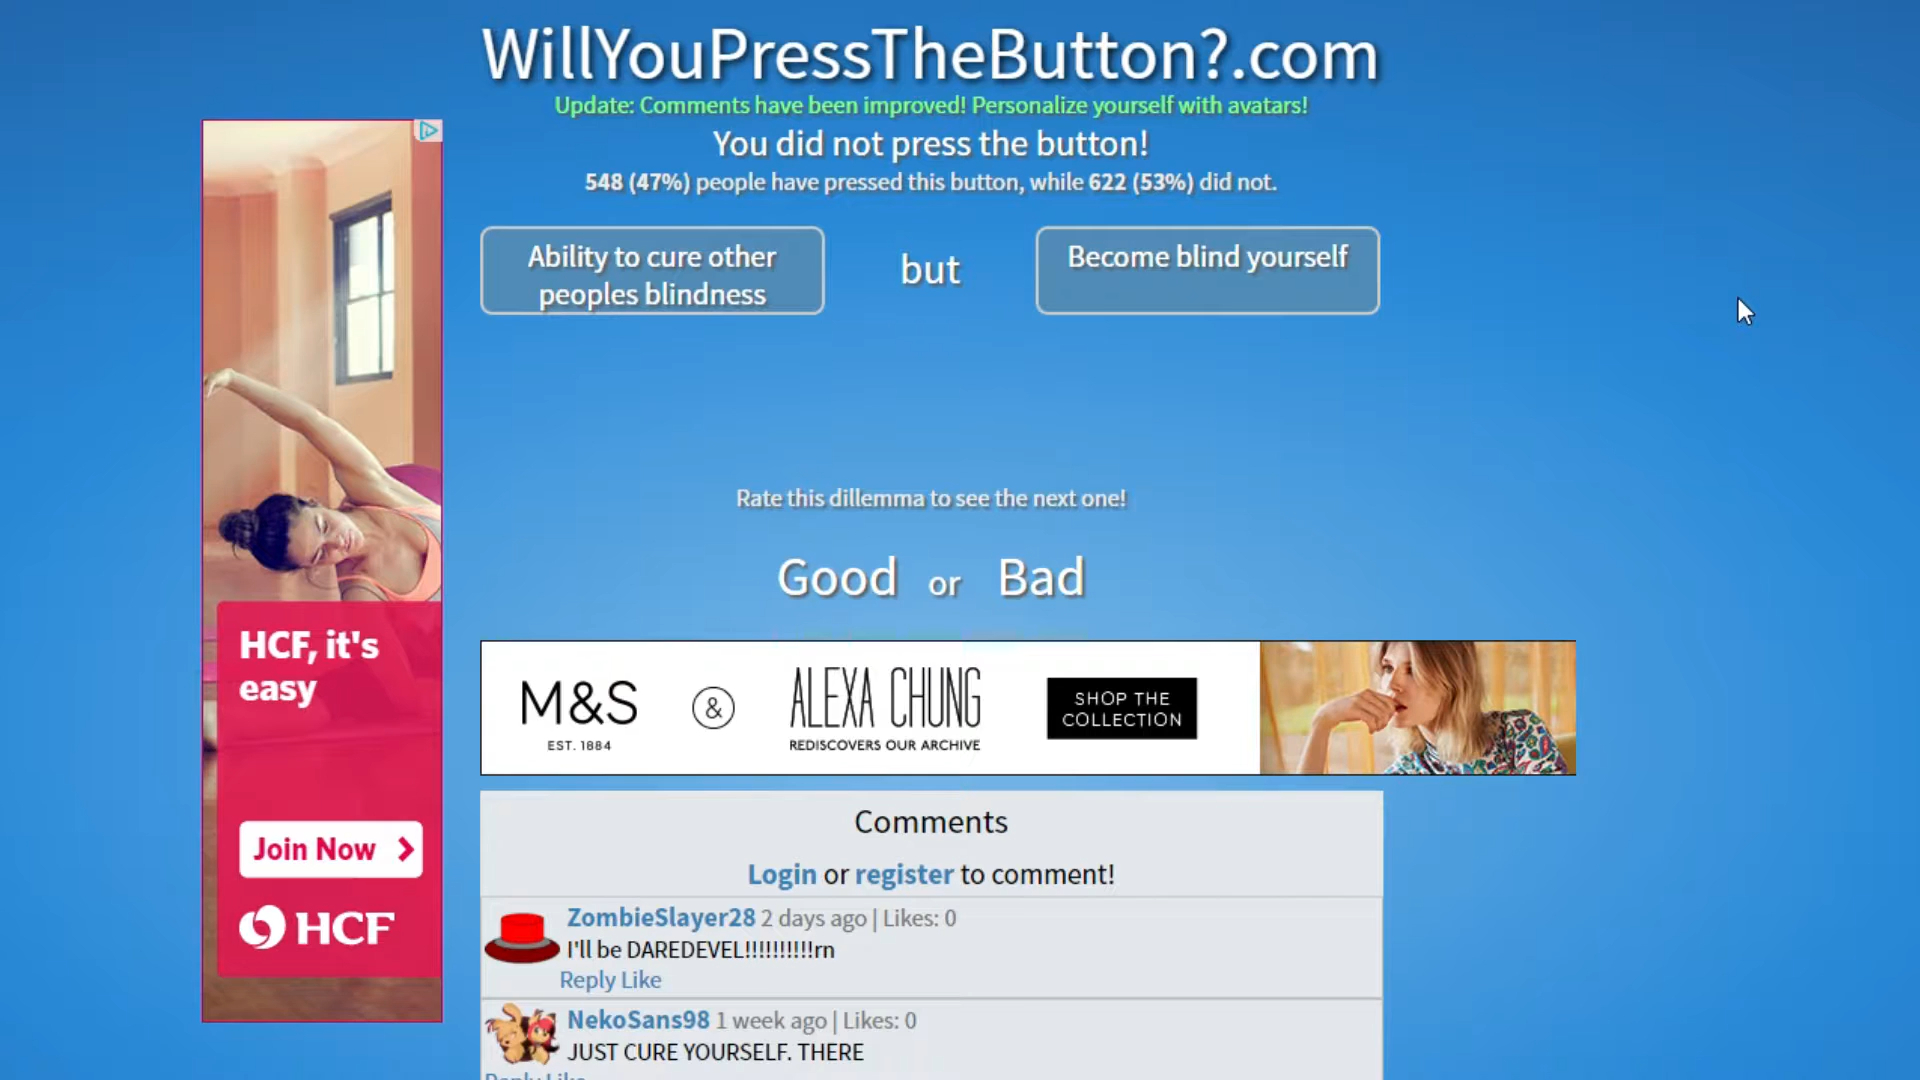 WillYouPressTheButton?.com
Update: Comments have been improved! Personalize yourself with avatars!
You did not press the button!
548 (47%) people have pressed this button, while 622 (53%) did not.
Ability to cure other
peoples blindness
but
Become blind yourself
Rate this dillemma to see the next one!
Good or Bad
HCF, it's
easy
Join Now
HCF
M&S
EST. 1884
&
ALEXA CHUNG
REDISCOVERS OUR ARCHIVE
SHOP THE
COLLECTION
Comments
Login or register to comment!
ZombieSlayer28 2 days ago | Likes: 0
I'll be DAREDEVEL!!!!!!!!!!rn
Reply Like
NekoSans98 1 week ago | Likes: 0
JUST CURE YOURSELF. THERE
Reply Like